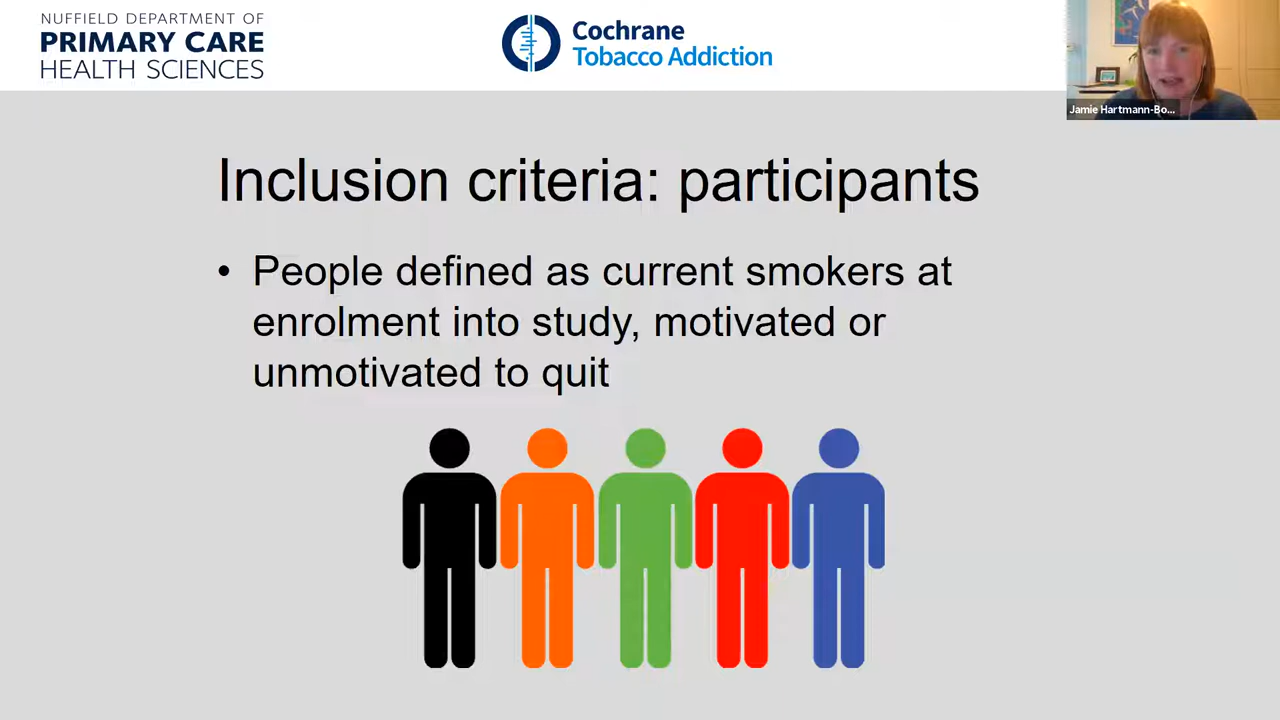 NUFFIELD DEPARTMENT OF
PRIMARY CARE
HEALTH SCIENCES
Cochrane
Tobacco Addiction
Jamie Hartmann-Bo...
Inclusion criteria: participants
• People defined as current smokers at
enrolment into study, motivated or
unmotivated to quit